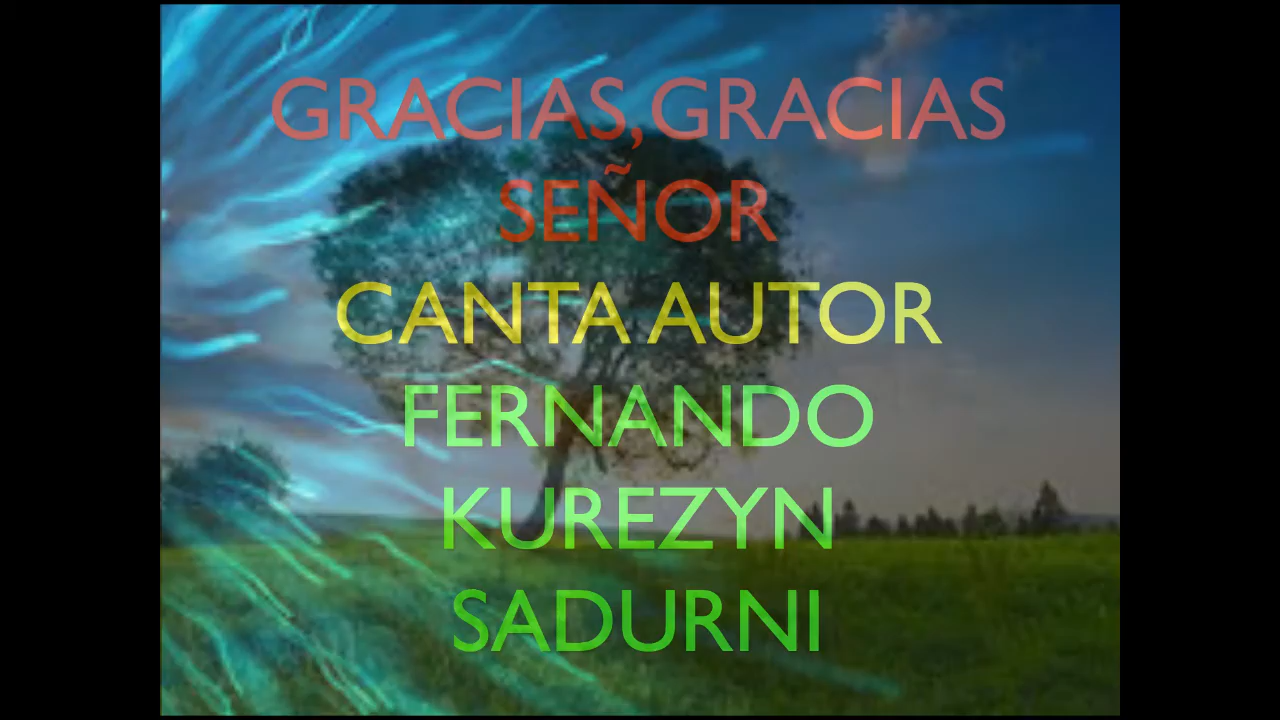 GRACIAS,GRACIAS
SEÑOR
CANTA AUTOR
FERNANDO
KUREZYN
SADURNI